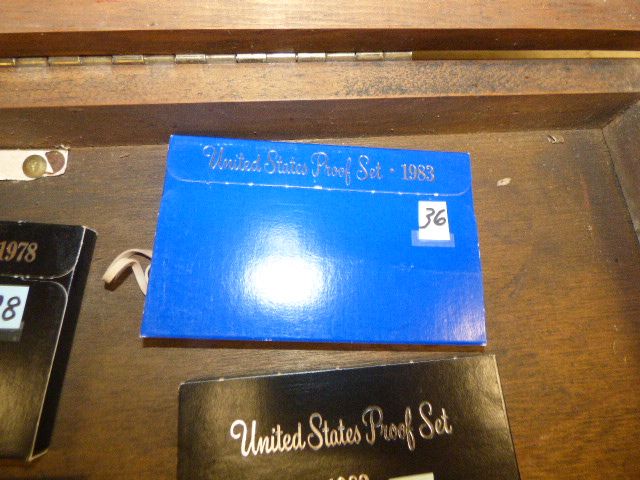 United States Proof Set · 1983
36
1978
United States Proof Set